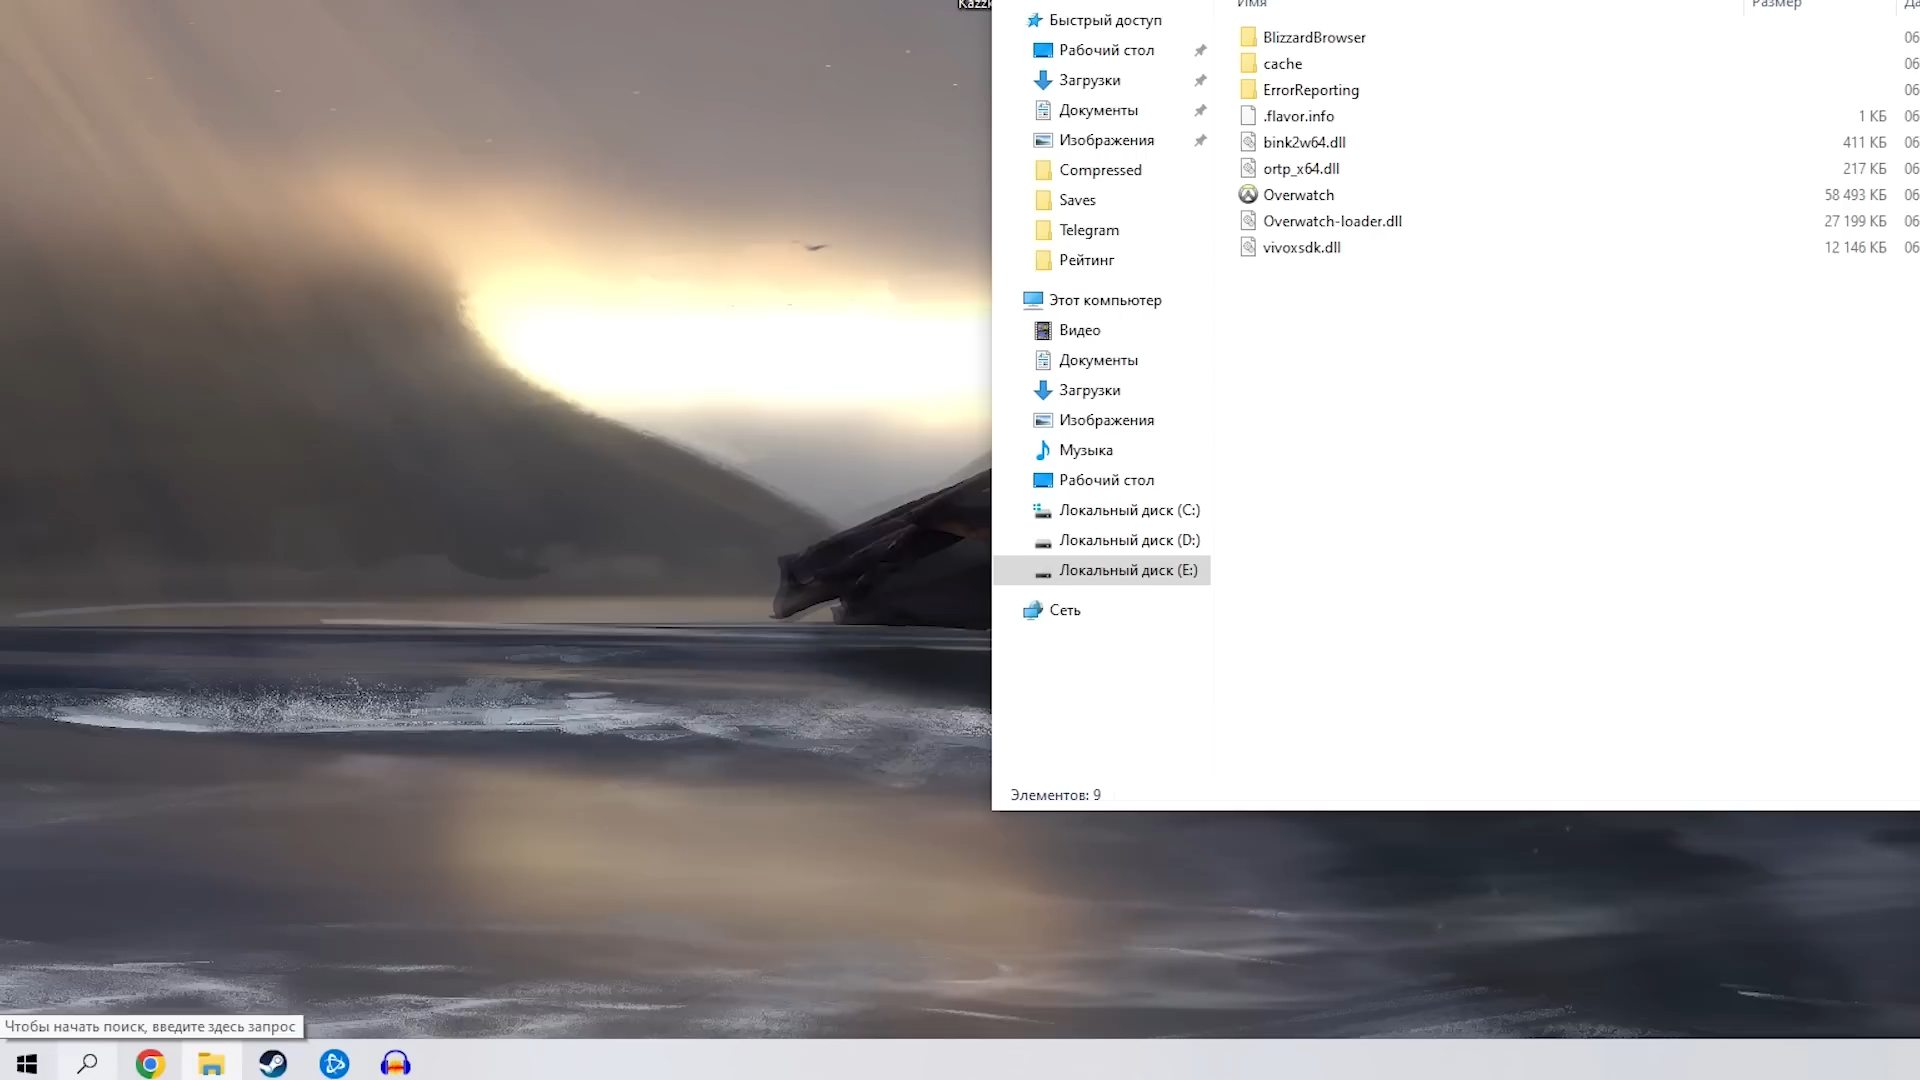 Имя Размер
Быстрый доступ
Рабочий стол
Загрузки
Документы
Изображения
Compressed
Saves
Telegram
Рейтинг
Этот компьютер
Видео
Документы
Загрузки
Изображения
Музыка
Рабочий стол
Локальный диск (C:)
Локальный диск (D:)
Локальный диск (E:)
Сеть
BlizzardBrowser 06
cache 06
ErrorReporting 06
.flavor.info 1 КБ 06
bink2w64.dll 411 КБ 06
ortp_x64.dll 217 КБ 06
Overwatch 58 493 КБ 06
Overwatch-loader.dll 27 199 КБ 06
vivoxsdk.dll 12 146 КБ 06
Элементов: 9
Чтобы начать поиск, введите здесь запрос